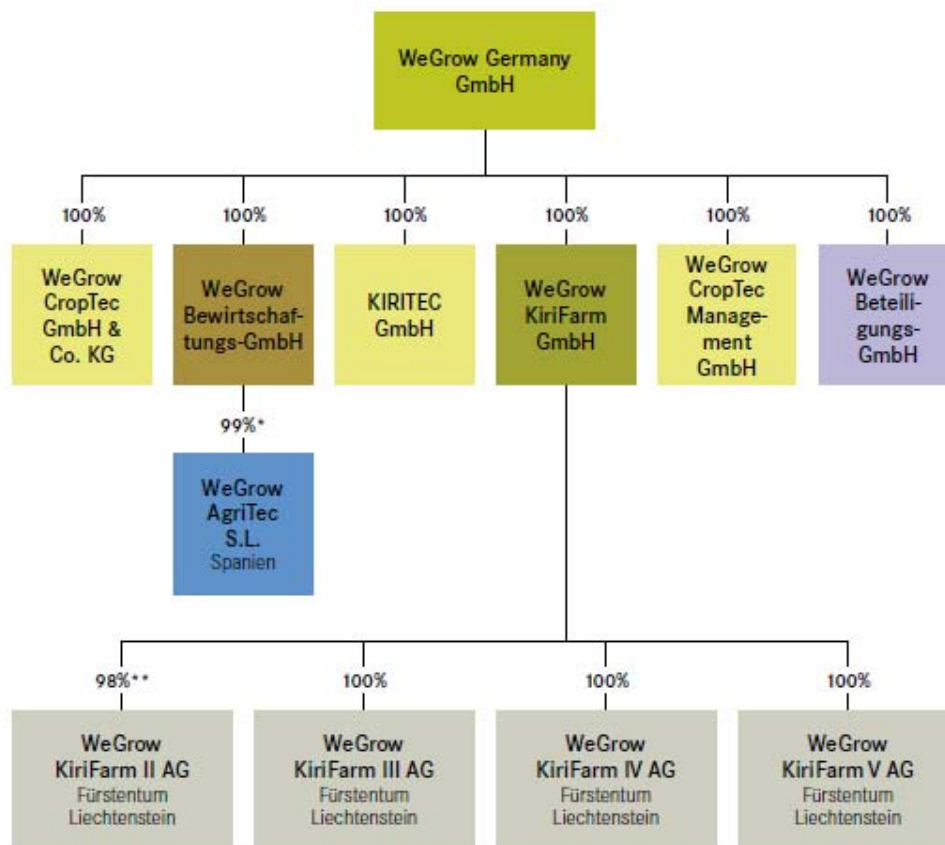 WeGrow Germany
GmbH
100%
100%
100%
100%
100%
100%
WeGrow
CropTec
GmbH &
Co. KG
WeGrow
Bewirtschaf-
tungs-GmbH
KIRITEC
GmbH
WeGrow
KiriFarm
GmbH
WeGrow
CropTec
Manage-
ment
GmbH
WeGrow
Beteili-
gungs-
GmbH
99%*
WeGrow
AgriTec
S.L.
Spanien
98%**
100%
100%
100%
WeGrow
KiriFarm II AG
Fürstentum
Liechtenstein
WeGrow
KiriFarm III AG
Fürstentum
Liechtenstein
WeGrow
KiriFarm IV AG
Fürstentum
Liechtenstein
WeGrow
KiriFarm V AG
Fürstentum
Liechtenstein